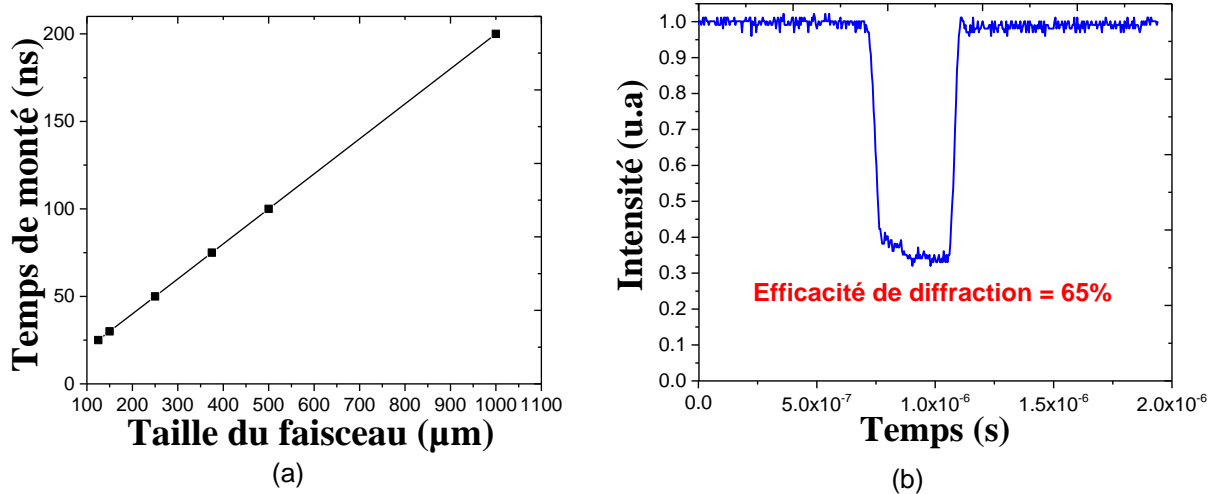 200
150
100
50
0
Temps de monté (ns)
100 200 300 400 500 600 700 800 900 1000 1100
Taille du faisceau (µm)
(a)
1.0
0.9
0.8
0.7
0.6
0.5
0.4
0.3
0.2
0.1
0.0
Intensité (u.a)
Efficacité de diffraction = 65%
0.0 5.0x10⁻⁷ 1.0x10⁻⁶ 1.5x10⁻⁶ 2.0x10⁻⁶
Temps (s)
(b)